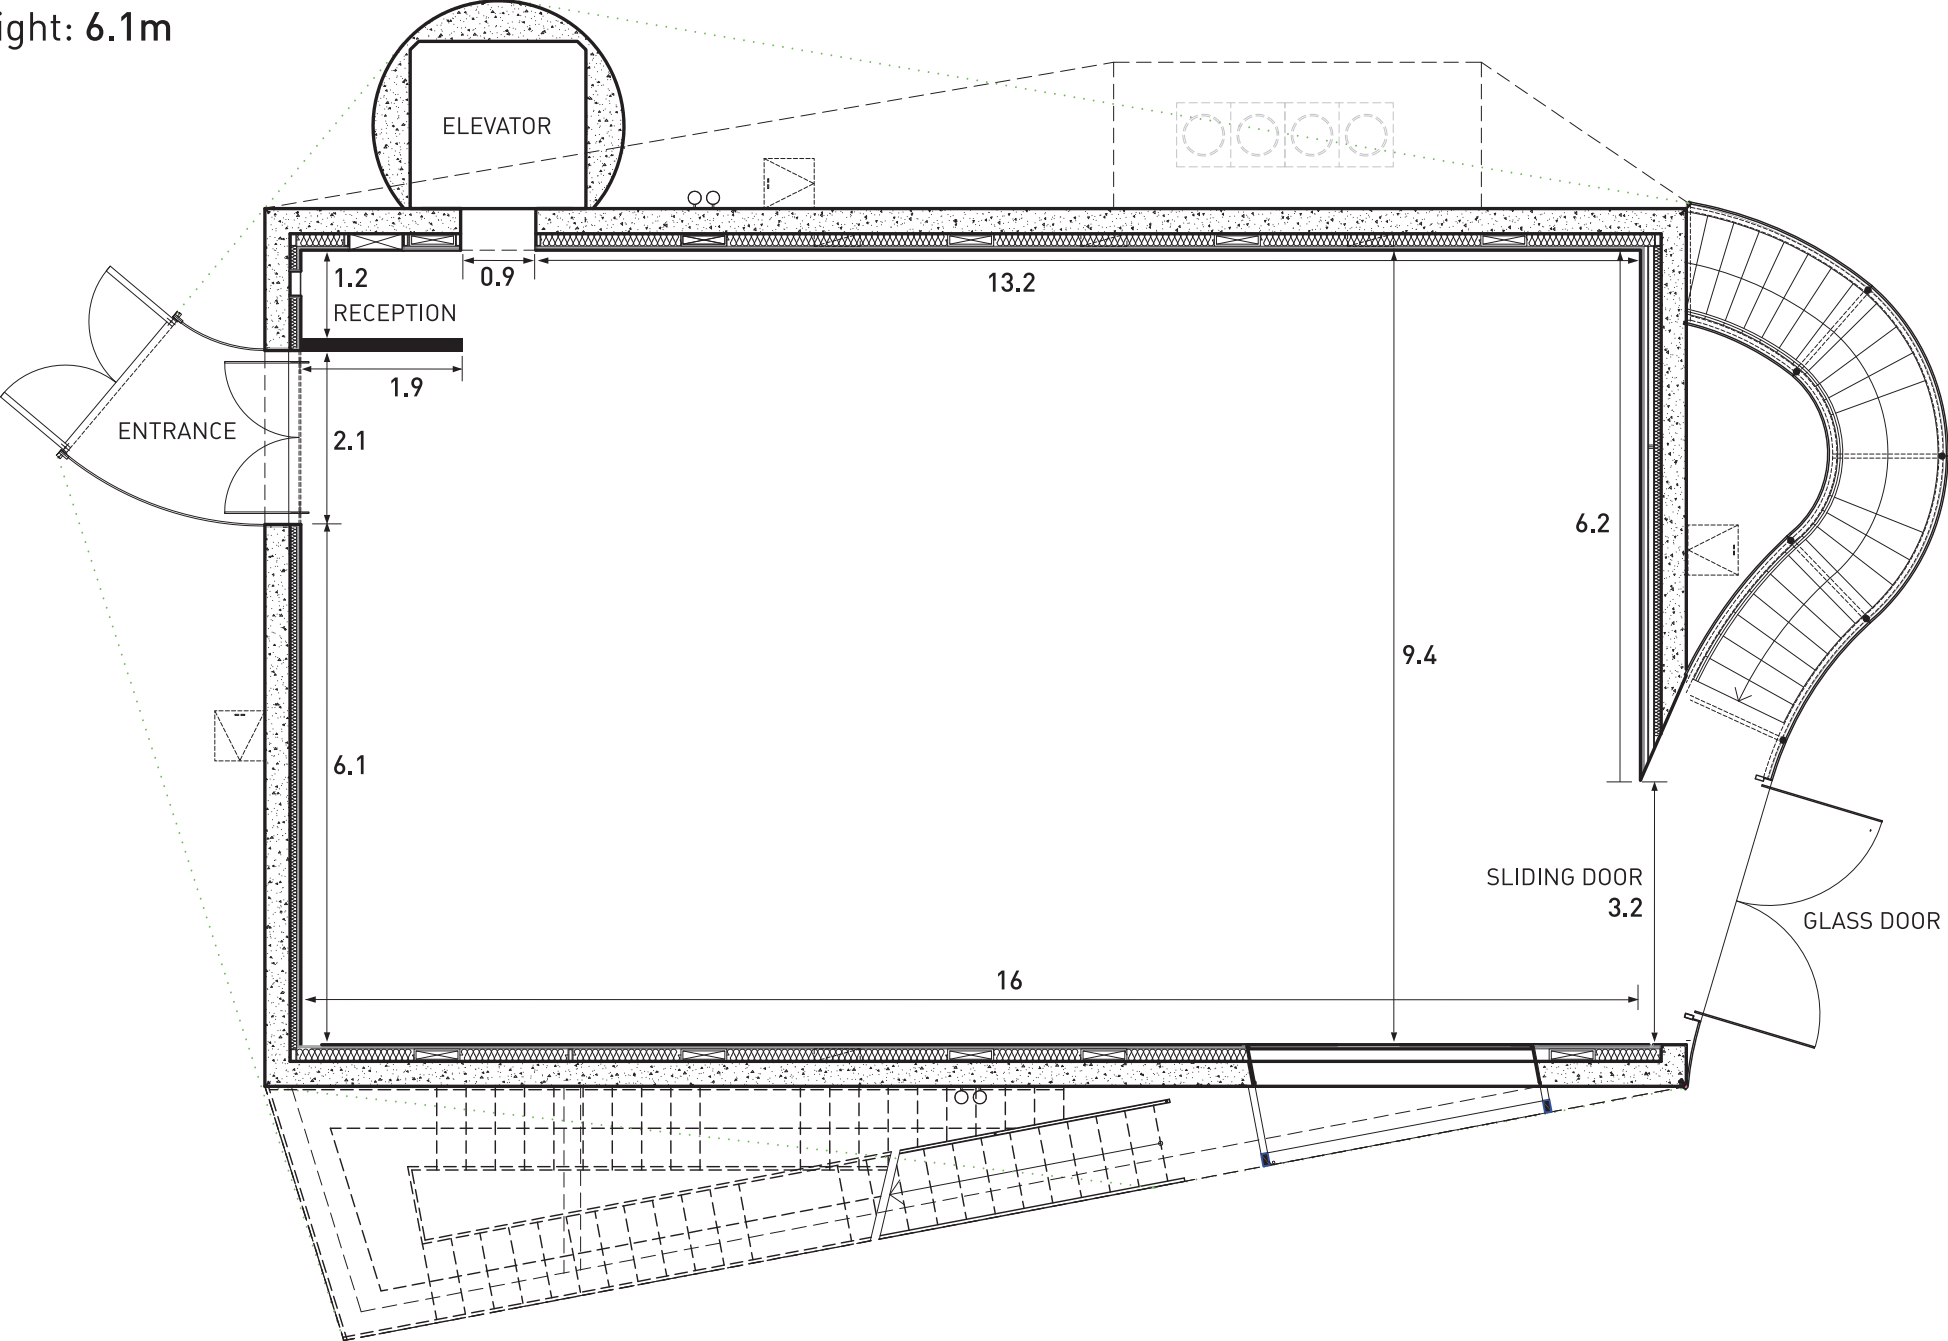 ight: 6.1m
ELEVATOR
1.2
0.9
13.2
RECEPTION
1.9
ENTRANCE
2.1
6.2
9.4
6.1
SLIDING DOOR
3.2
GLASS DOOR
16